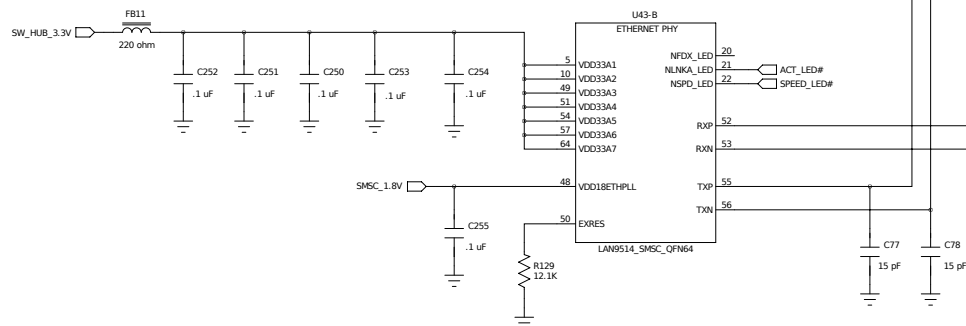 FB11
SW_HUB_3.3V
220 ohm
C252
.1 uF
C251
.1 uF
C250
.1 uF
C253
.1 uF
C254
.1 uF
U43-B
ETHERNET PHY
5 VDD33A1
10 VDD33A2
49 VDD33A3
51 VDD33A4
54 VDD33A5
57 VDD33A6
64 VDD33A7
NFDX_LED 20
NLNKA_LED 21 ACT_LED#
NSPD_LED 22 SPEED_LED#
RXP 52
RXN 53
SMSC_1.8V
48 VDD18ETHPLL
TXP 55
TXN 56
50 EXRES
LAN9514_SMSC_QFN64
C255
.1 uF
R129
12.1K
C77
15 pF
C78
15 pF